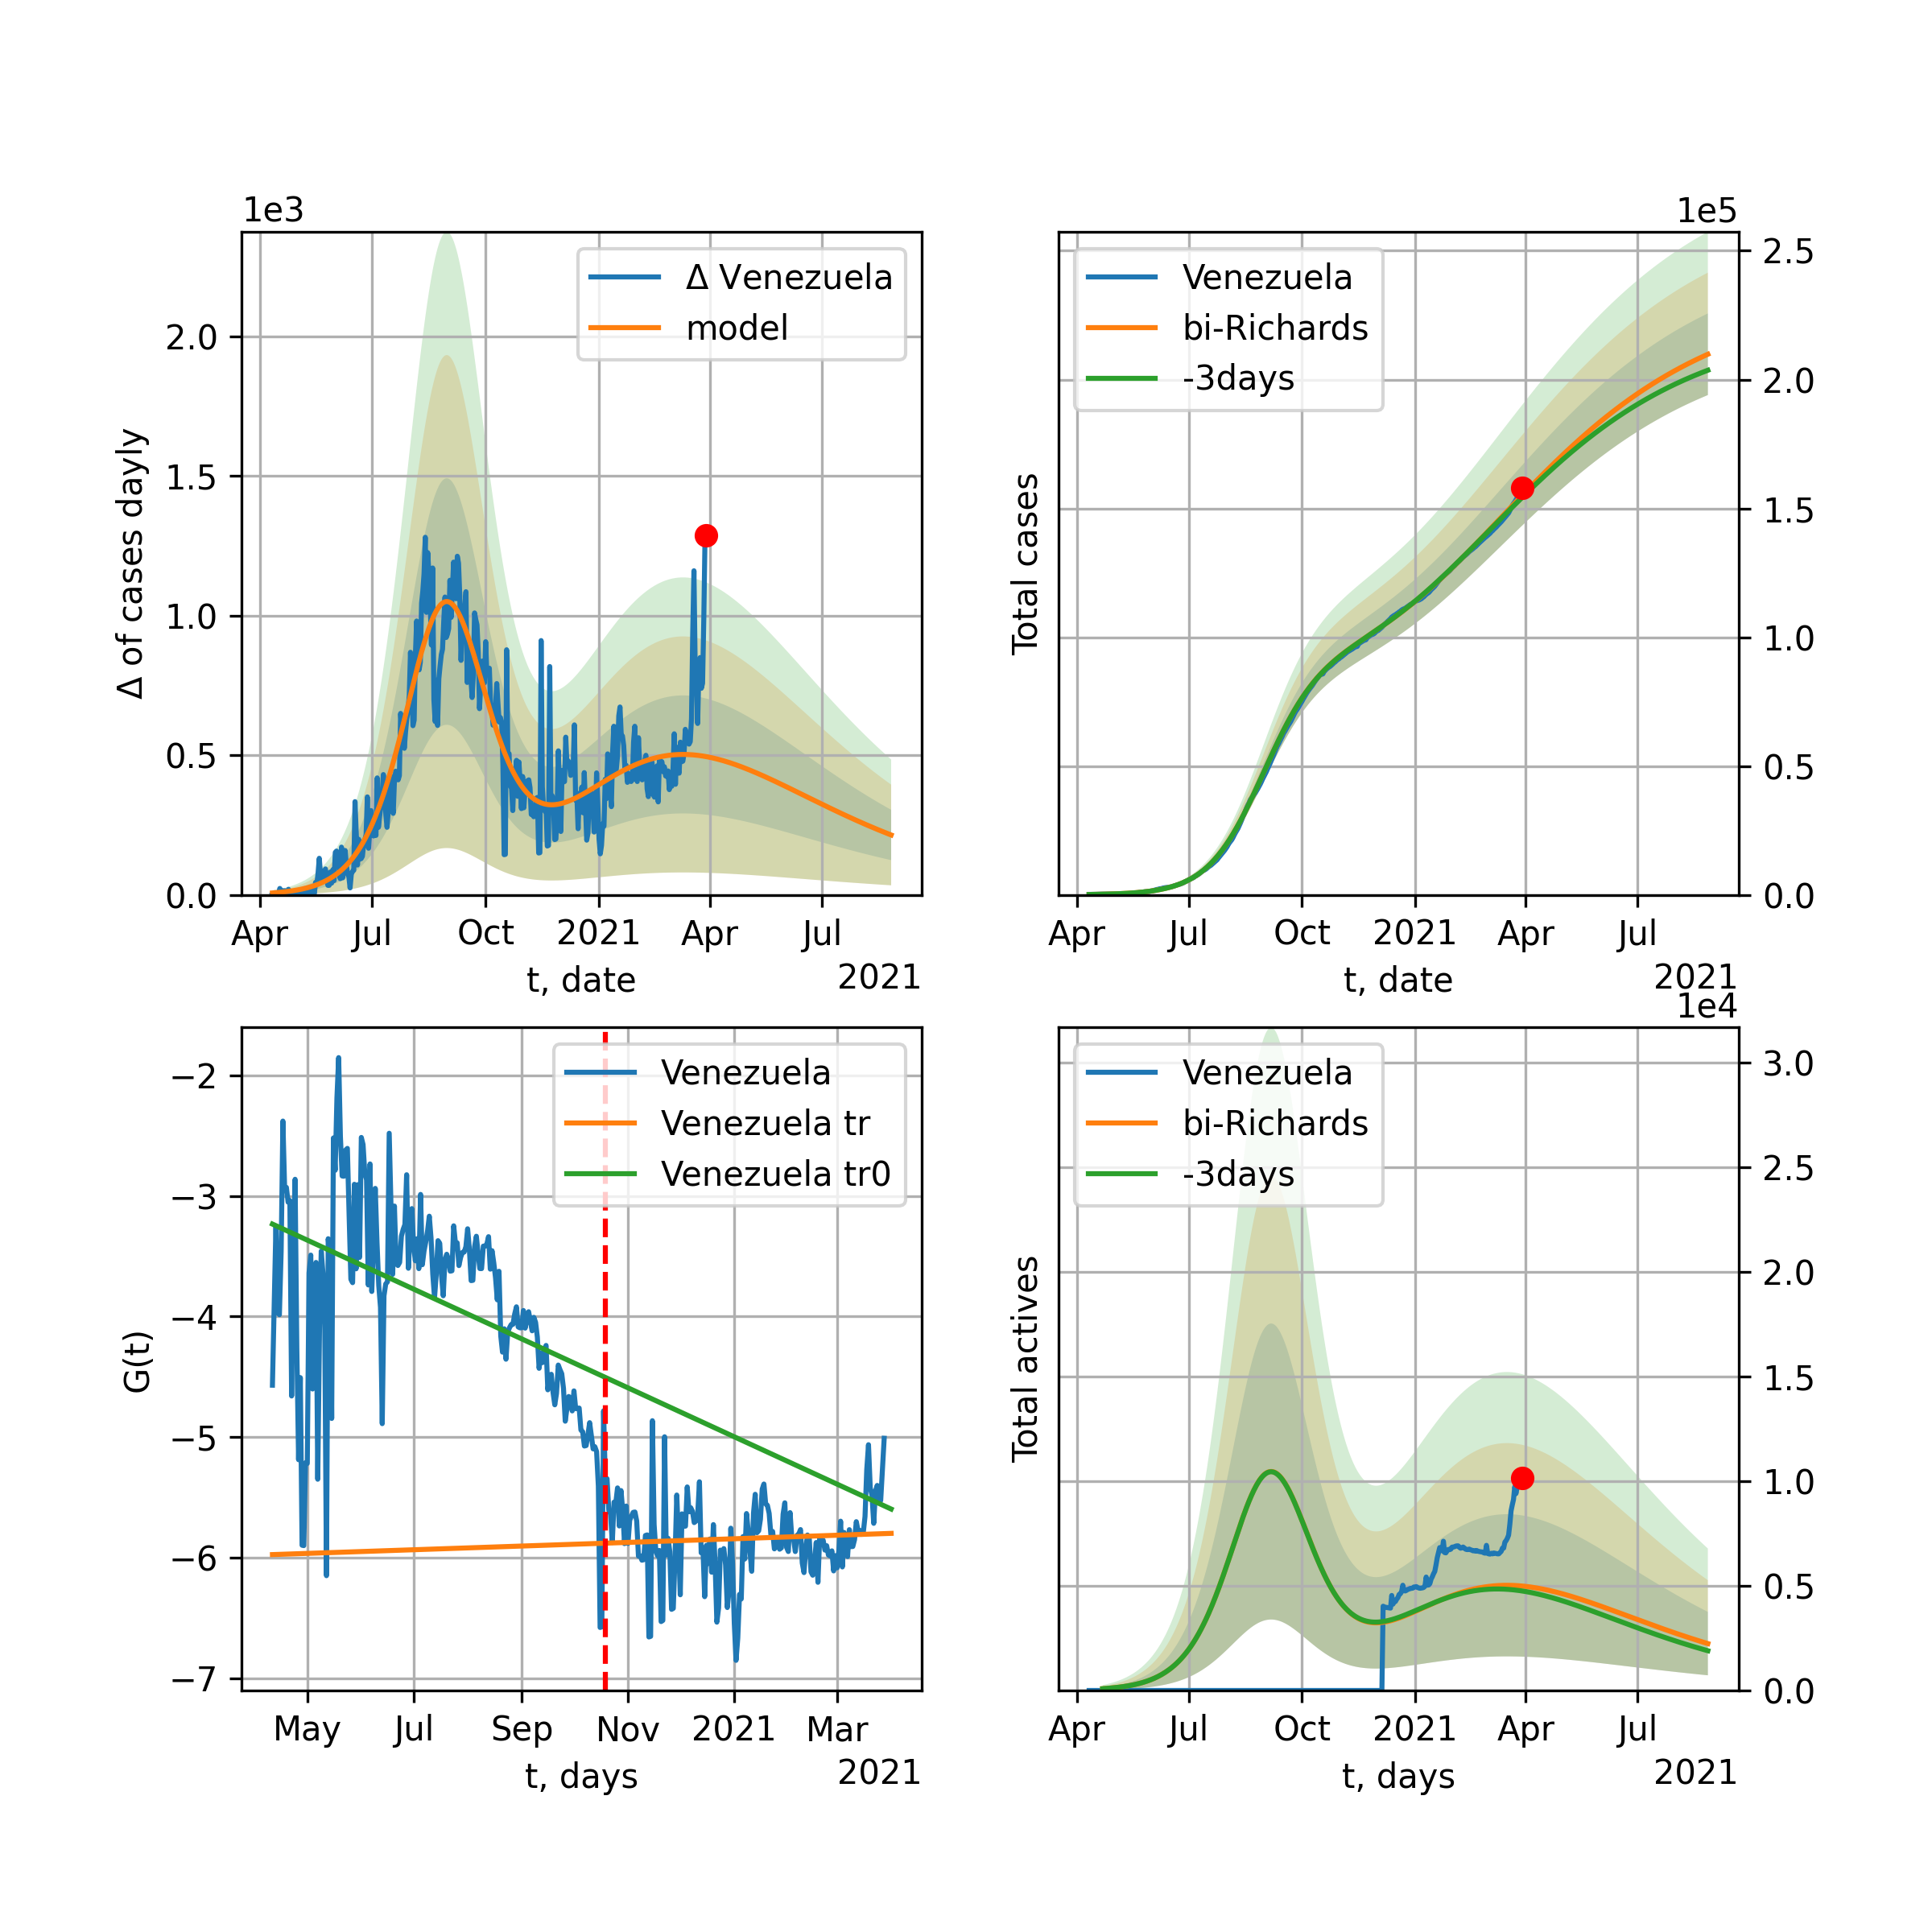 1e3
Δ of cases dayly
2.0
1.5
1.0
0.5
0.0
Δ Venezuela
model
Apr Jul Oct 2021 Apr Jul
t, date
2021
1e5
Total cases
Venezuela
bi-Richards
-3days
2.5
2.0
1.5
1.0
0.5
0.0
Apr Jul Oct 2021 Apr Jul
t, date
2021
G(t)
−2
−3
−4
−5
−6
−7
Venezuela
Venezuela tr
Venezuela tr0
May Jul Sep Nov 2021 Mar
t, days
2021
1e4
Total actives
Venezuela
bi-Richards
-3days
3.0
2.5
2.0
1.5
1.0
0.5
0.0
Apr Jul Oct 2021 Apr Jul
t, days
2021